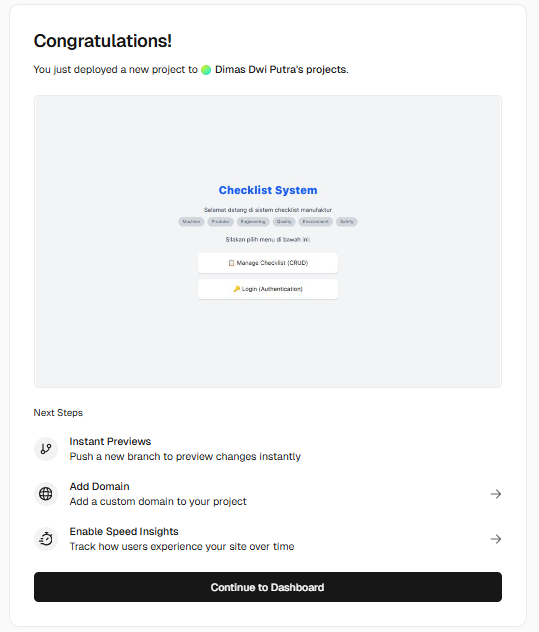 Congratulations!
You just deployed a new project to Dimas Dwi Putra's projects.
Checklist System
Selamat datang di sistem checklist manufaktur
Machine Produksi Engineering Quality Environment Safety
Silakan pilih menu di bawah ini:
📋 Manage Checklist (CRUD)
🔑 Login (Authentication)
Next Steps
Instant Previews
Push a new branch to preview changes instantly
Add Domain
Add a custom domain to your project
Enable Speed Insights
Track how users experience your site over time
Continue to Dashboard